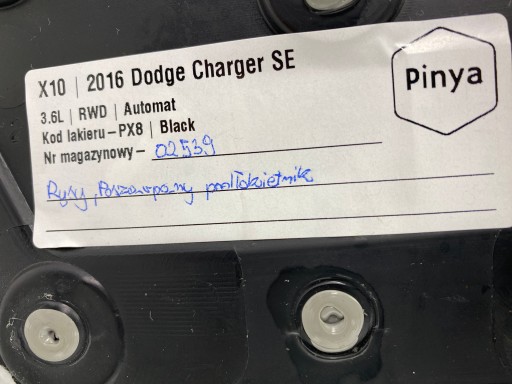 X10 | 2016 Dodge Charger SE
3.6L | RWD | Automat
Kod lakieru – PX8 | Black
Nr magazynowy – 02539
Rysy, Poszarpany podłokietnik
Pinya